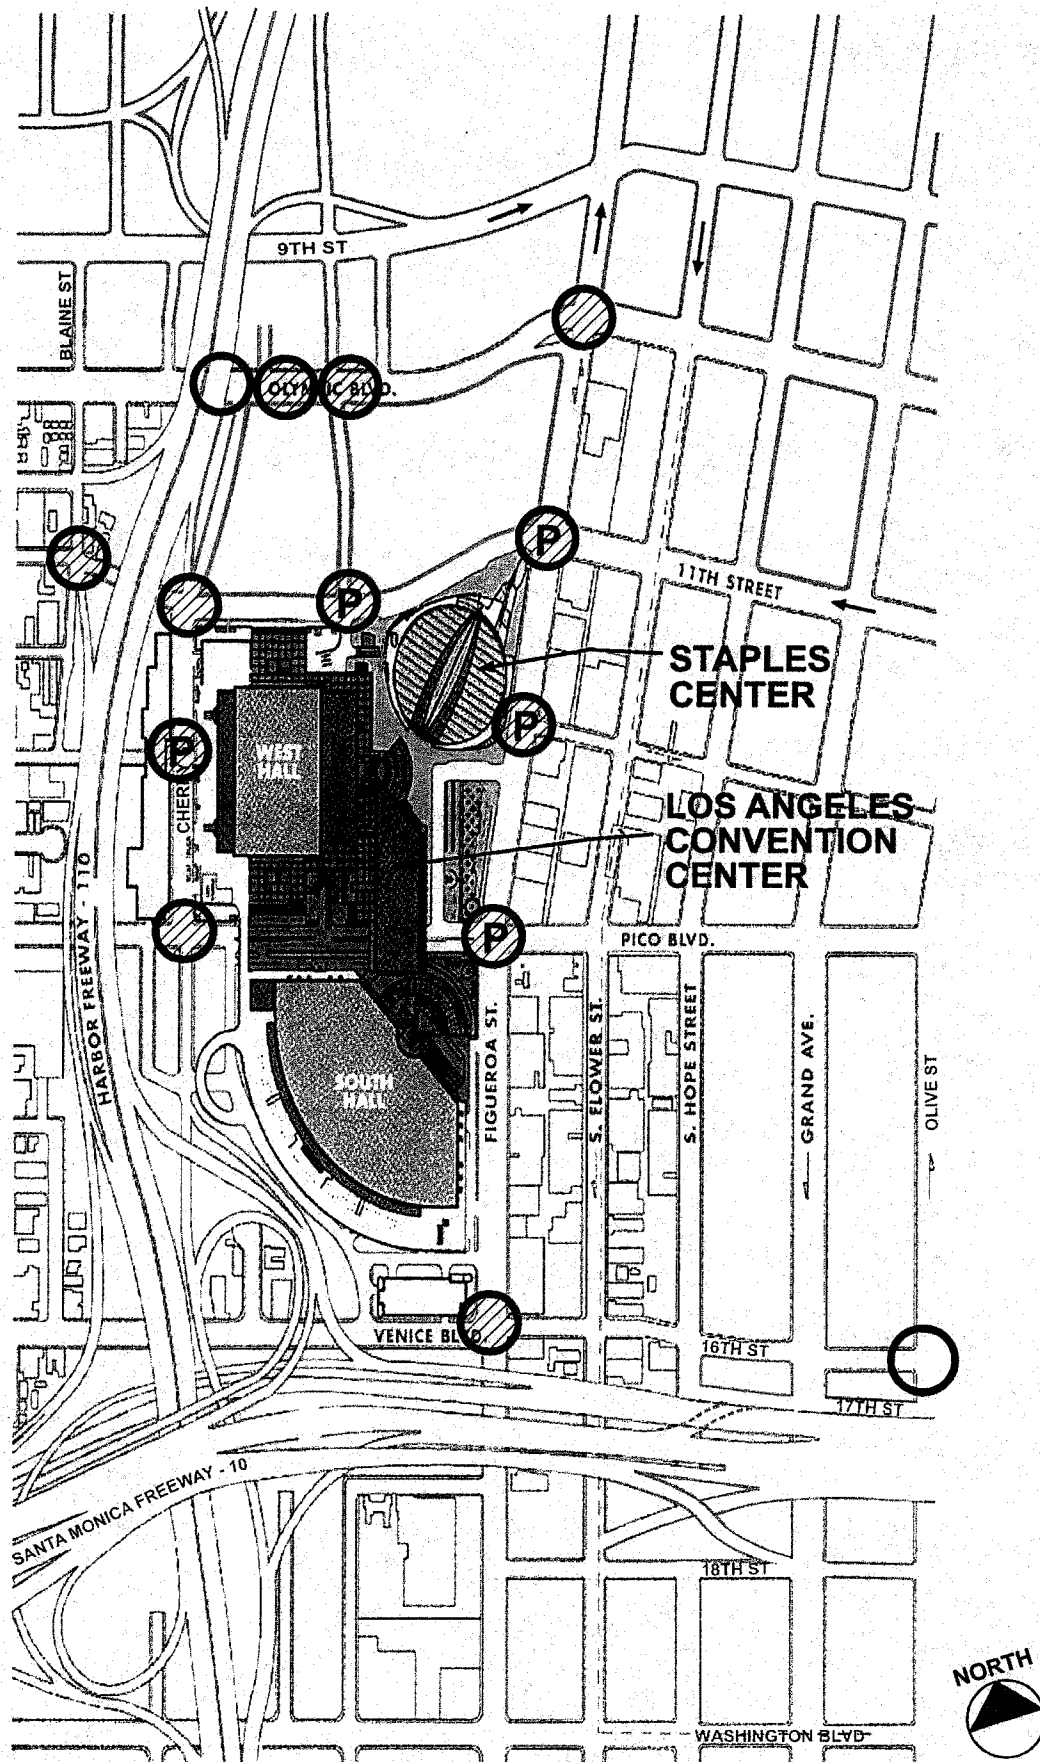 9TH ST
BLAINE ST
OLYMPIC BLVD.
P
P
11TH STREET
STAPLES
CENTER
P
P
WEST
HALL
CHERRY
LOS ANGELES
CONVENTION
CENTER
HARBOR FREEWAY - 110
P
PICO BLVD.
FIGUEROA ST.
S. FLOWER ST.
S. HOPE STREET
GRAND AVE.
OLIVE ST
SOUTH
HALL
VENICE BLVD.
16TH ST
17TH ST
SANTA MONICA FREEWAY - 10
18TH ST
NORTH
WASHINGTON BLVD